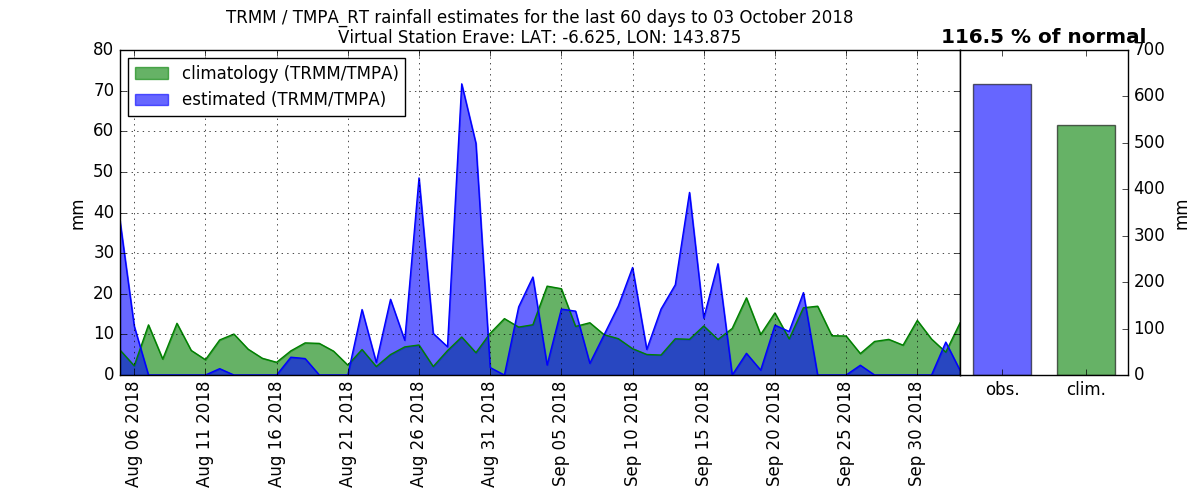 TRMM / TMPA_RT rainfall estimates for the last 60 days to 03 October 2018
Virtual Station Erave: LAT: -6.625, LON: 143.875
116.5 % of normal
climatology (TRMM/TMPA)
estimated (TRMM/TMPA)
mm
80
70
60
50
40
30
20
10
0
Aug 06 2018
Aug 11 2018
Aug 16 2018
Aug 21 2018
Aug 26 2018
Aug 31 2018
Sep 05 2018
Sep 10 2018
Sep 15 2018
Sep 20 2018
Sep 25 2018
Sep 30 2018
obs.
clim.
700
600
500
400
300
200
100
0
mm